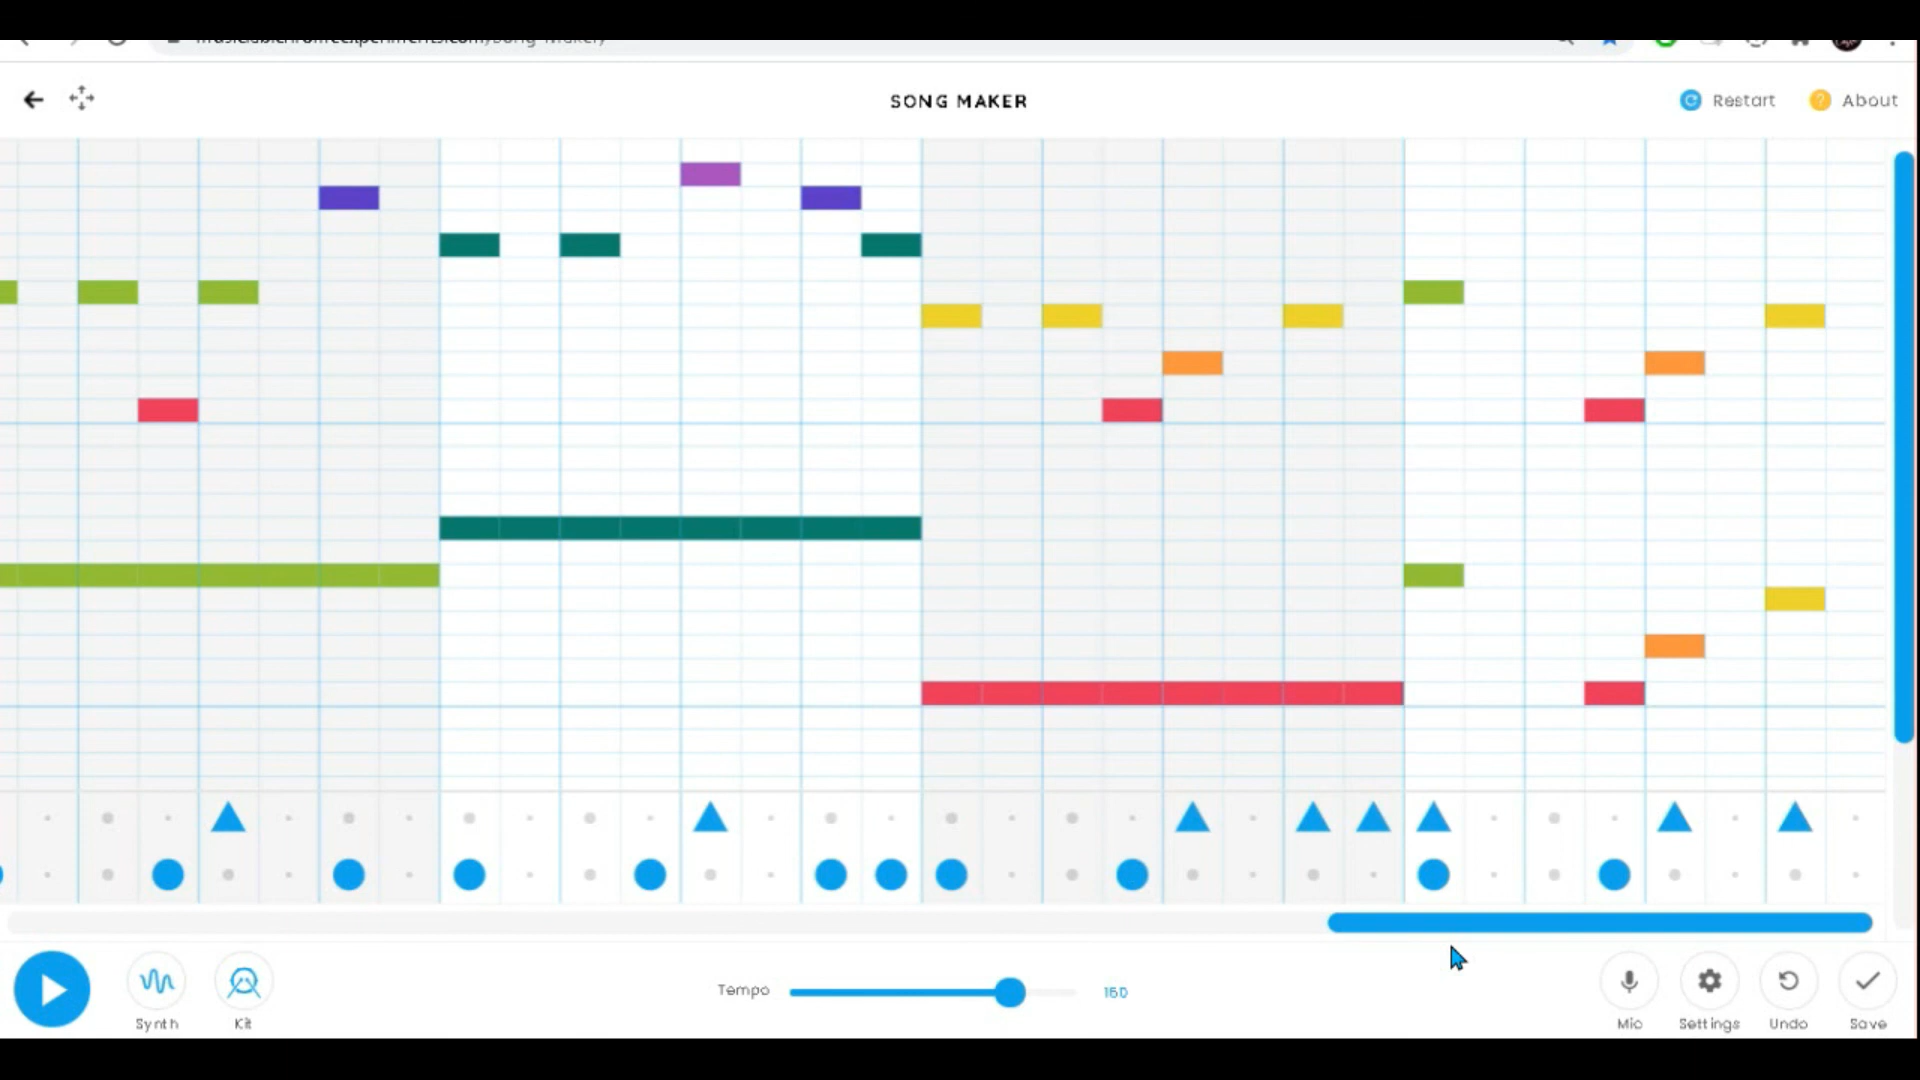 SONG MAKER
Restart
About
Tempo
160
Synth
Kit
Mic
Settings
Undo
Save